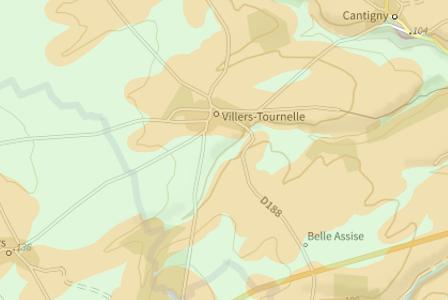 Cantigny
104
Villers-Tournelle
D188
Belle Assise
136